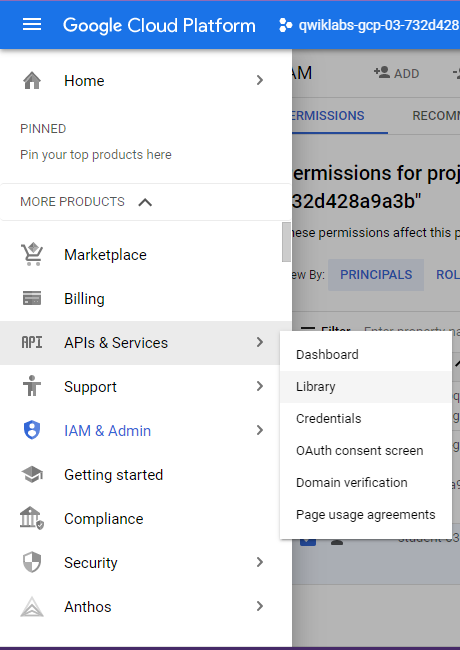 Google Cloud Platform
qwiklabs-gcp-03-732d428
Home
PINNED
Pin your top products here
MORE PRODUCTS
Marketplace
Billing
API APIs & Services
Support
IAM & Admin
Getting started
Compliance
Security
Anthos
AM
ADD
ERMISSIONS
RECOMM
ermissions for proj
32d428a9a3b"
hese permissions affect this p
ew By:
PRINCIPALS
ROL
Filter
Enter property na
Dashboard
Library
Credentials
OAuth consent screen
Domain verification
Page usage agreements
student-03